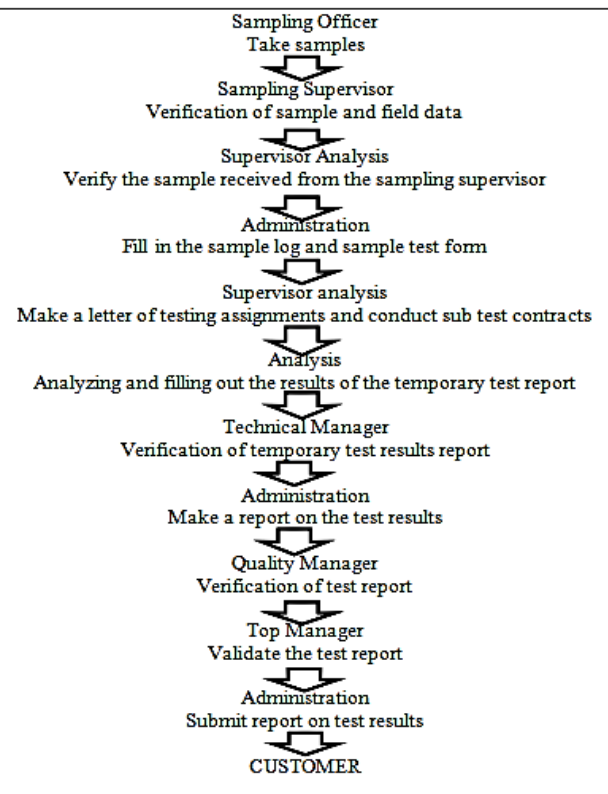 Sampling Officer
Take samples
Sampling Supervisor
Verification of sample and field data
Supervisor Analysis
Verify the sample received from the sampling supervisor
Administration
Fill in the sample log and sample test form
Supervisor analysis
Make a letter of testing assignments and conduct sub test contracts
Analysis
Analyzing and filling out the results of the temporary test report
Technical Manager
Verification of temporary test results report
Administration
Make a report on the test results
Quality Manager
Verification of test report
Top Manager
Validate the test report
Administration
Submit report on test results
CUSTOMER